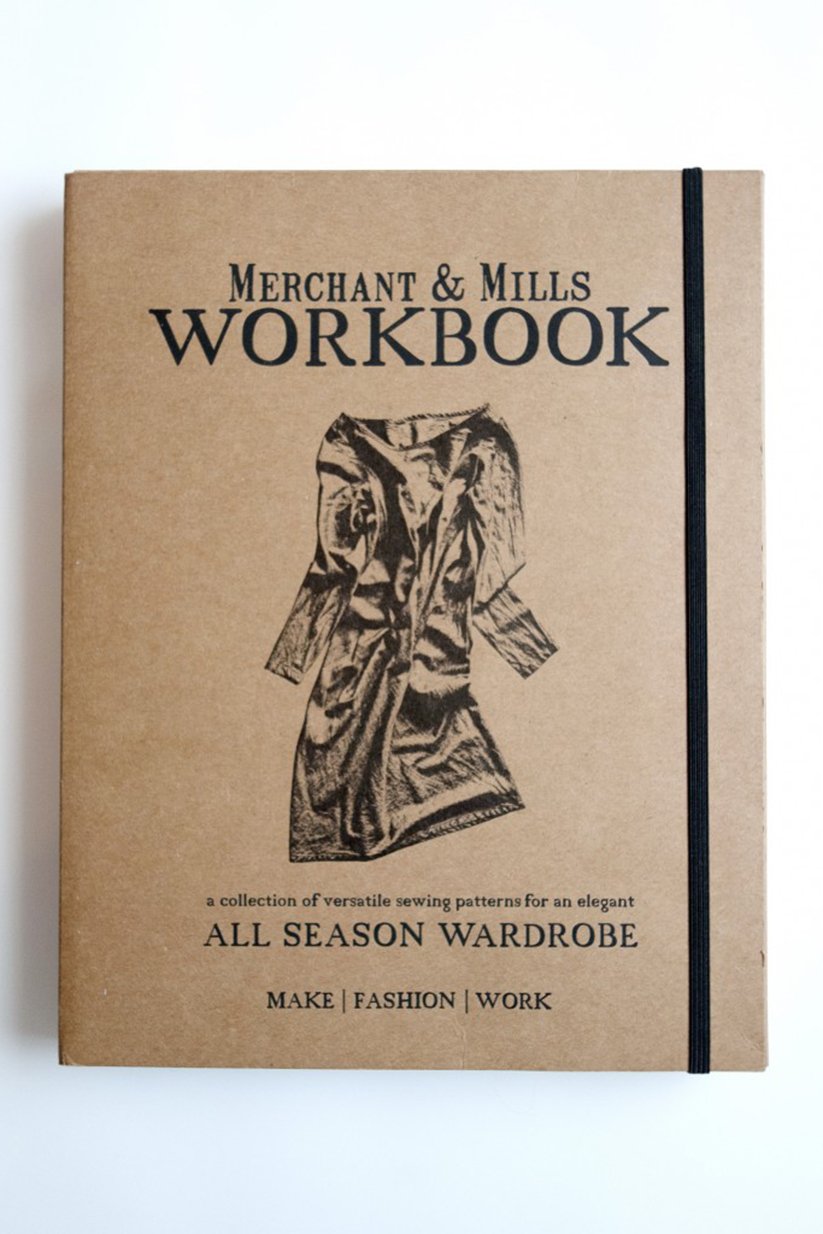 MERCHANT & MILLS
WORKBOOK
a collection of versatile sewing patterns for an elegant
ALL SEASON WARDROBE
MAKE | FASHION | WORK